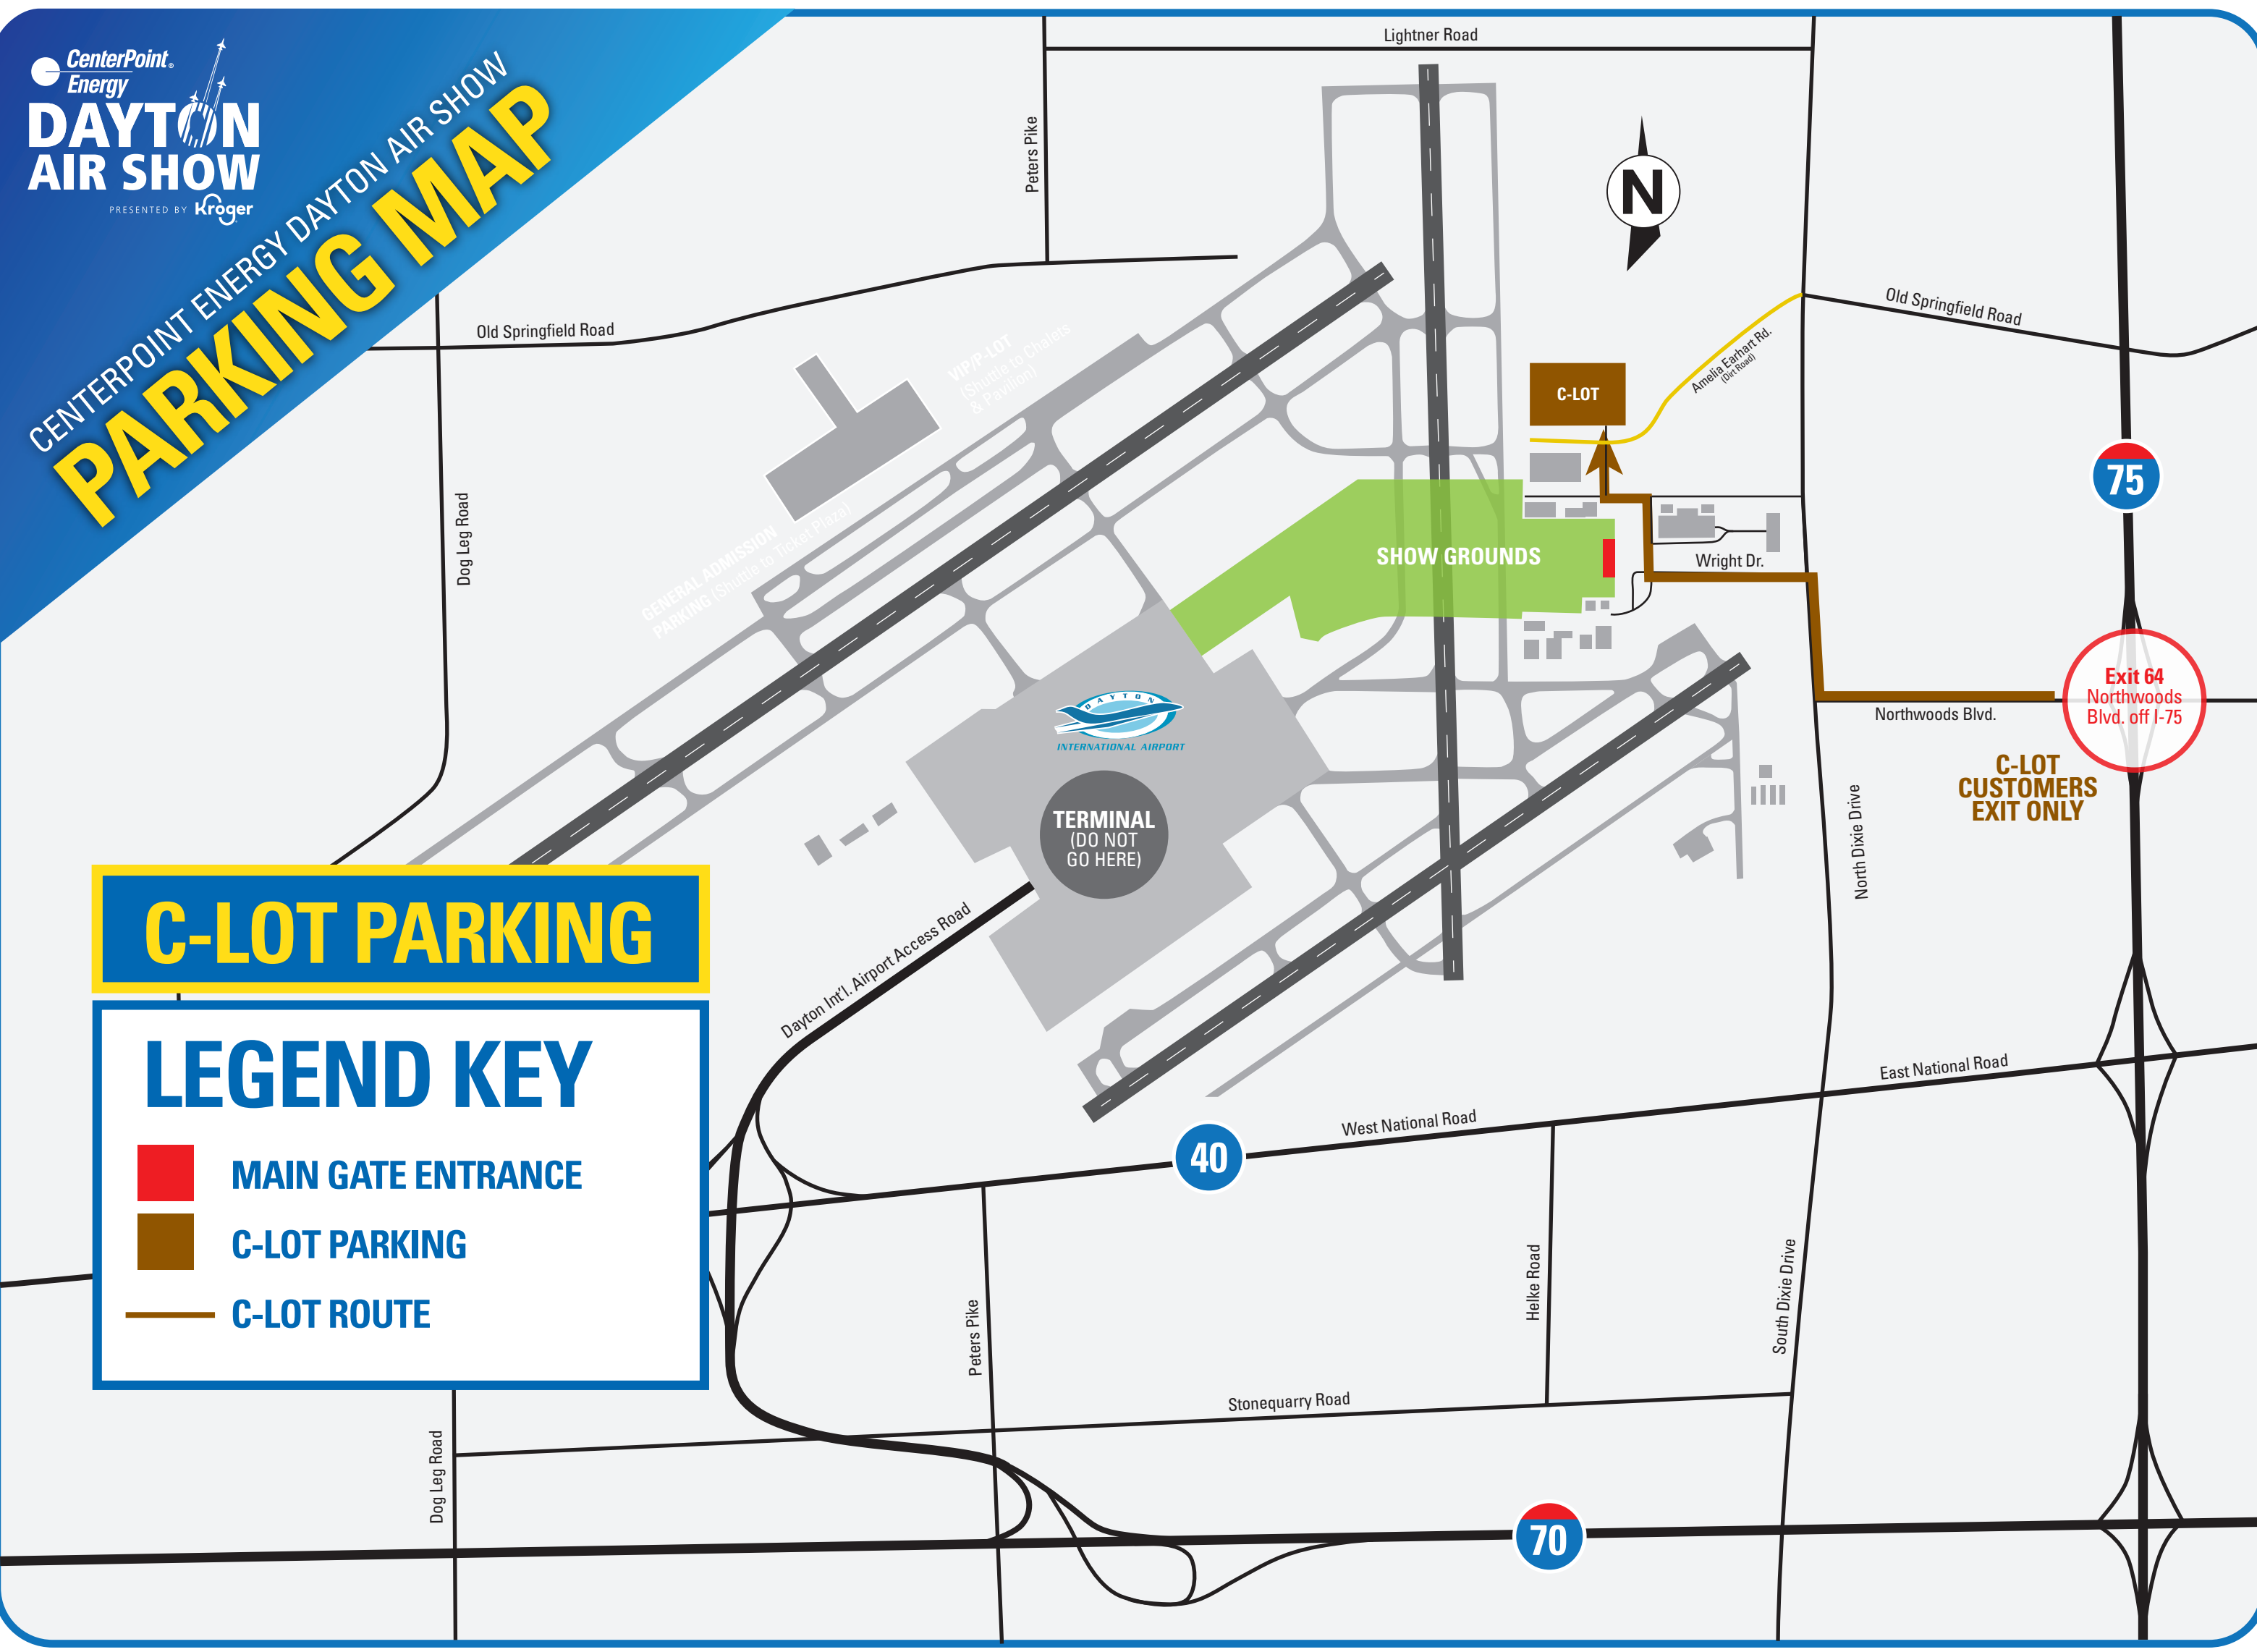 CenterPoint®
Energy
DAYTON
AIR SHOW
PRESENTED BY Kroger
CENTERPOINT ENERGY DAYTON AIR SHOW
PARKING MAP
Lightner Road
Peters Pike
N
Old Springfield Road
Old Springfield Road
VIP/P-LOT
(Shuttle to Chalets
& Pavilion)
Amelia Earhart Rd.
(Dirt Road)
C-LOT
75
Dog Leg Road
GENERAL ADMISSION
PARKING (Shuttle to Ticket Plaza)
SHOW GROUNDS
Wright Dr.
Exit 64
Northwoods
Blvd. off I-75
Northwoods Blvd.
DAYTON
INTERNATIONAL AIRPORT
C-LOT
CUSTOMERS
EXIT ONLY
TERMINAL
(DO NOT
GO HERE)
North Dixie Drive
C-LOT PARKING
Dayton Int'l. Airport Access Road
LEGEND KEY
MAIN GATE ENTRANCE
C-LOT PARKING
C-LOT ROUTE
East National Road
West National Road
40
Peters Pike
Helke Road
South Dixie Drive
Stonequarry Road
Dog Leg Road
70